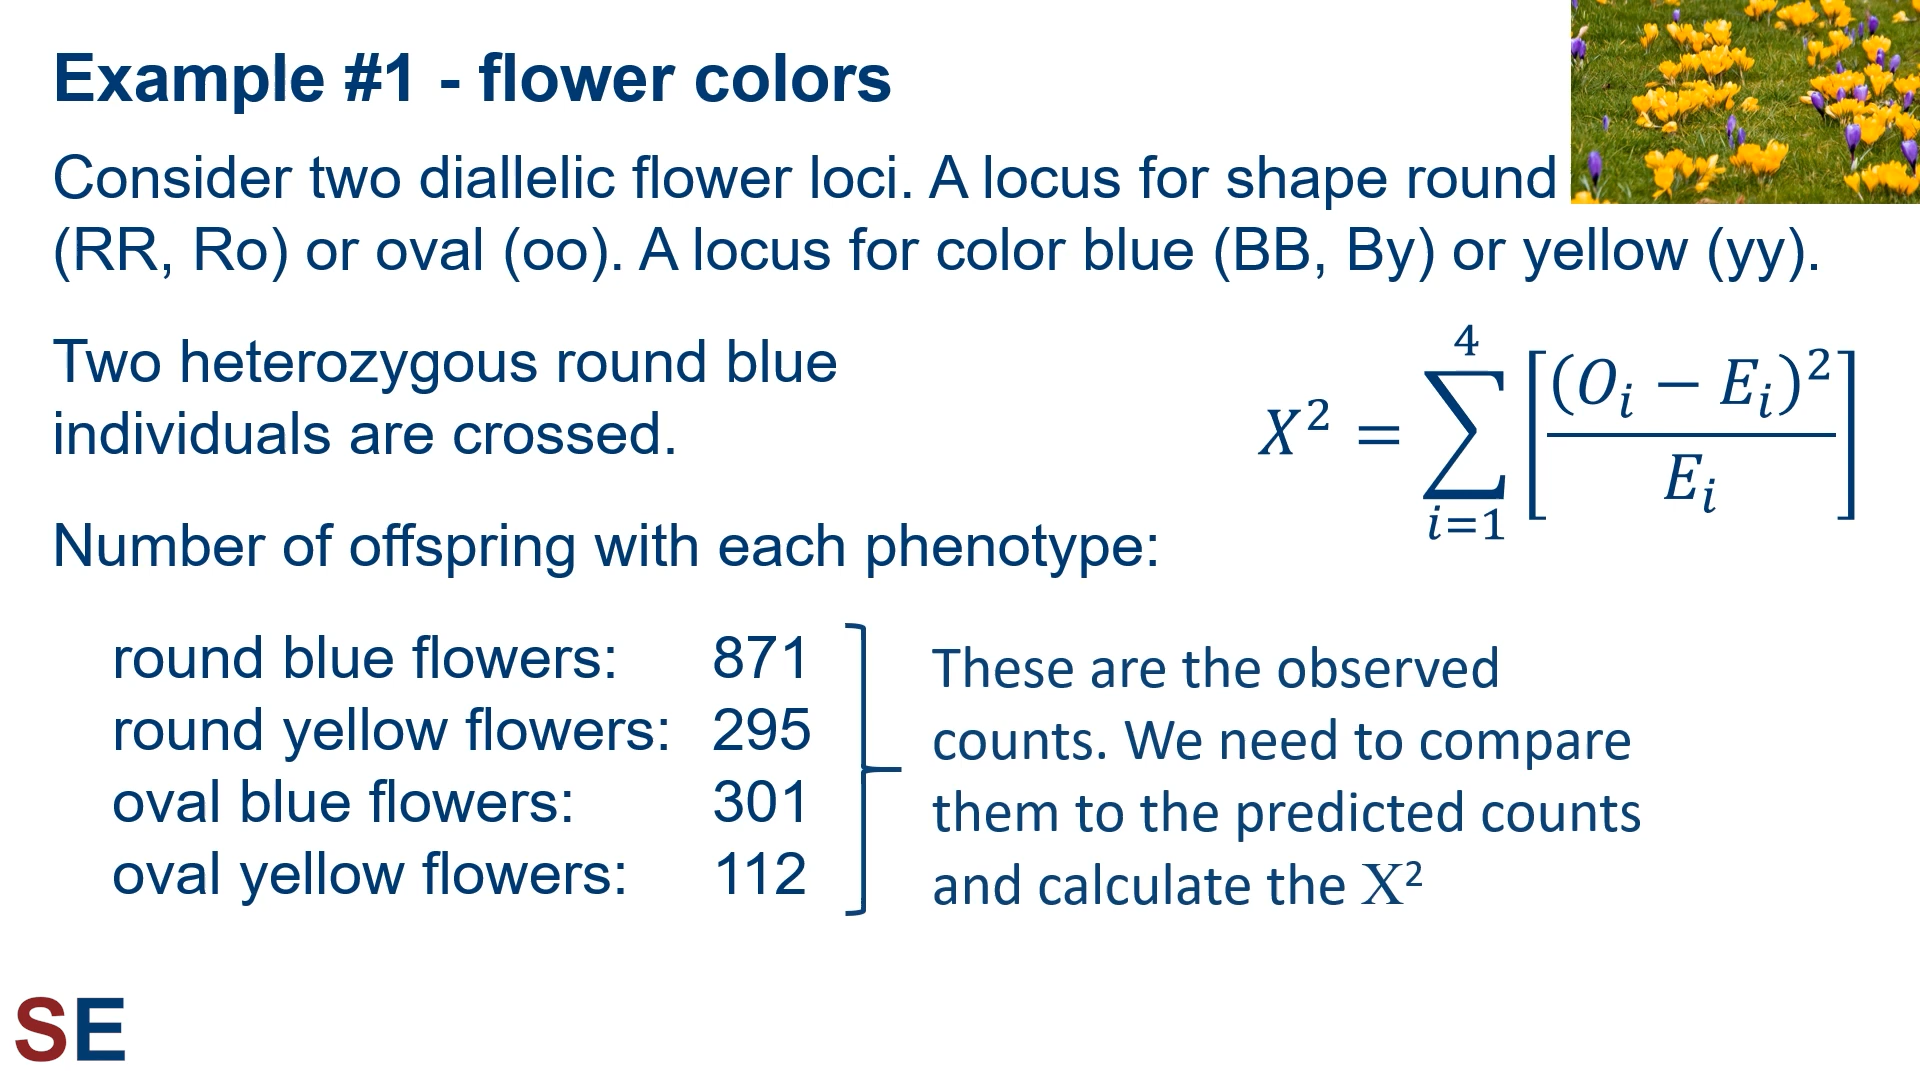 Example #1 - flower colors
Consider two diallelic flower loci. A locus for shape round
(RR, Ro) or oval (oo). A locus for color blue (BB, By) or yellow (yy).
Two heterozygous round blue
individuals are crossed.
X² = ∑_{i=1}^{4} [(O_i − E_i)² / E_i]
Number of offspring with each phenotype:
round blue flowers: 871
round yellow flowers: 295
oval blue flowers: 301
oval yellow flowers: 112
These are the observed
counts. We need to compare
them to the predicted counts
and calculate the X²
SE